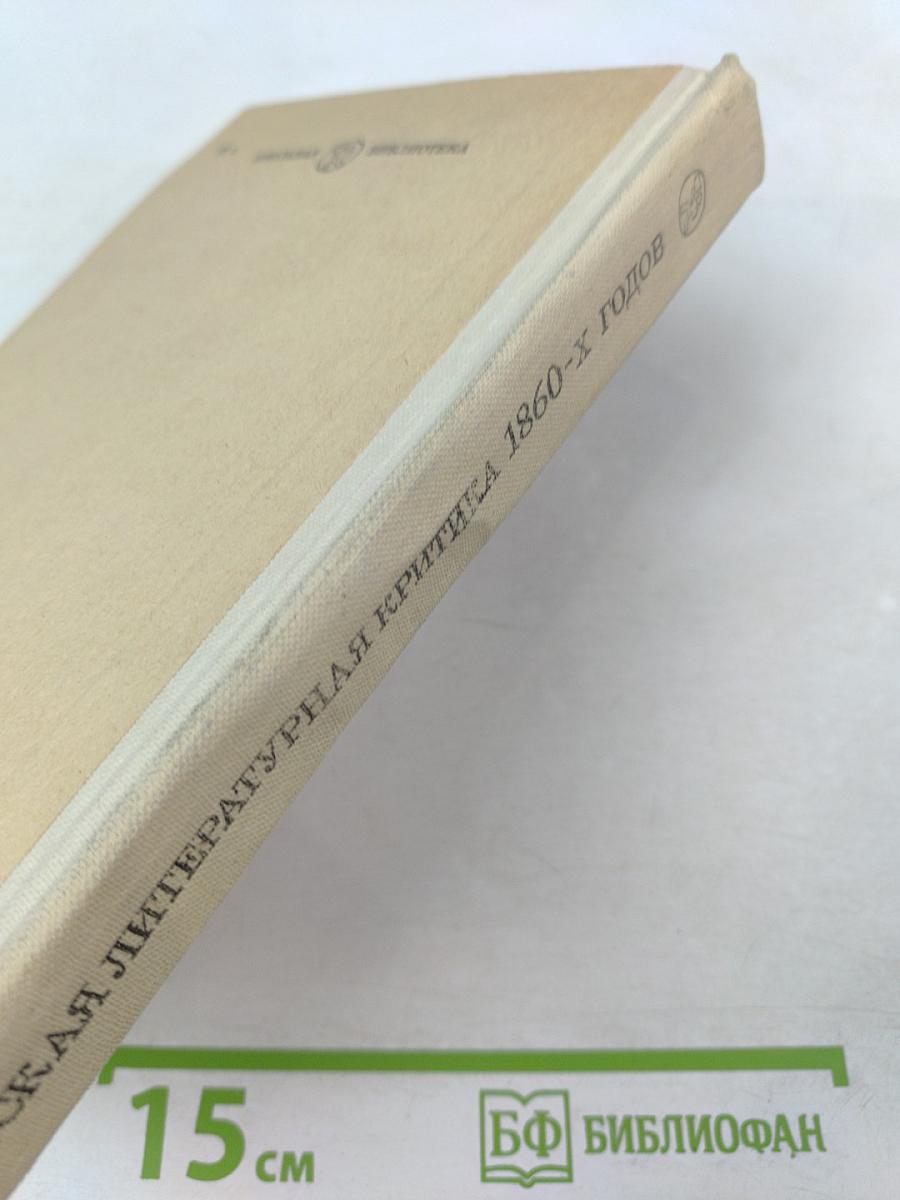 БИБЛИОТЕКА
СКАЯ ЛИТЕРАТУРНАЯ КРИТИКА 1860-Х ГОДОВ
15 см
БФ БИБЛИОФАН